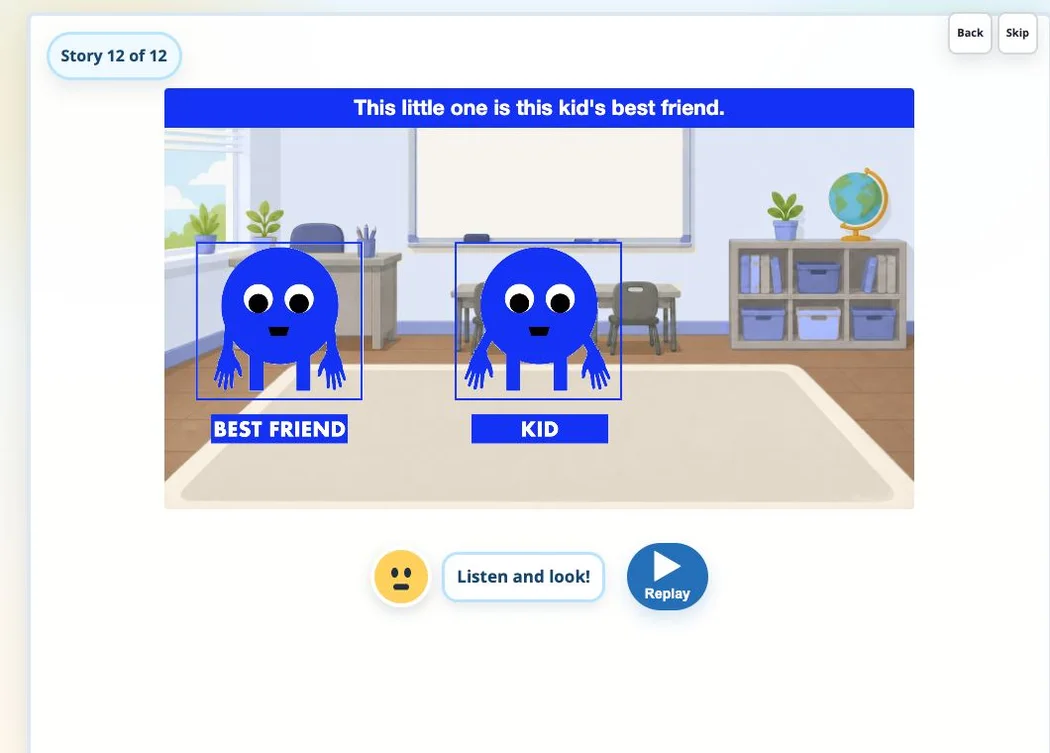 Back
Skip
Story 12 of 12
This little one is this kid's best friend.
BEST FRIEND
KID
Listen and look!
Replay